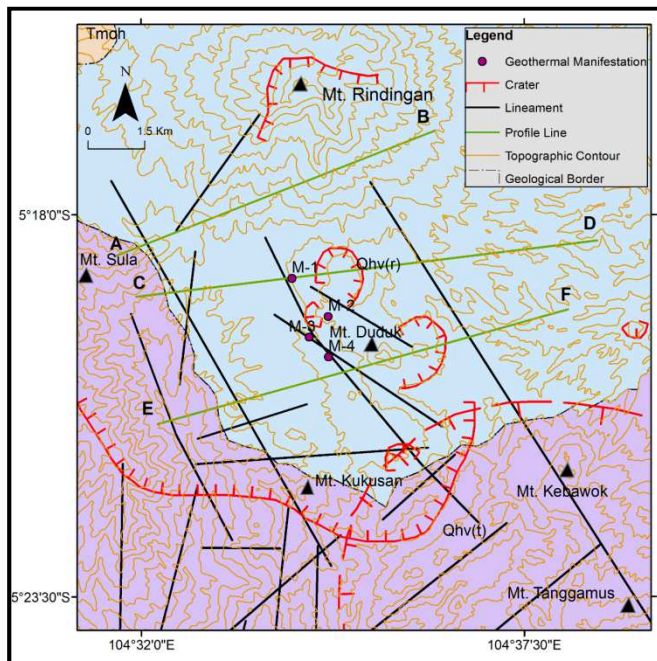 Tmqh
N
0 1.5 Km
Legend
Geothermal Manifestation
Crater
Lineament
Profile Line
Topographic Contour
Geological Border
Mt. Rindingan
B
5°18'0"S
A
Mt. Sula
C
D
M-1
Qhv(r)
M-2
F
M-3
Mt. Duduk
M-4
E
Mt. Kukusan
Mt. Kebawok
Qhv(t)
5°23'30"S
Mt. Tanggamus
104°32'0"E
104°37'30"E